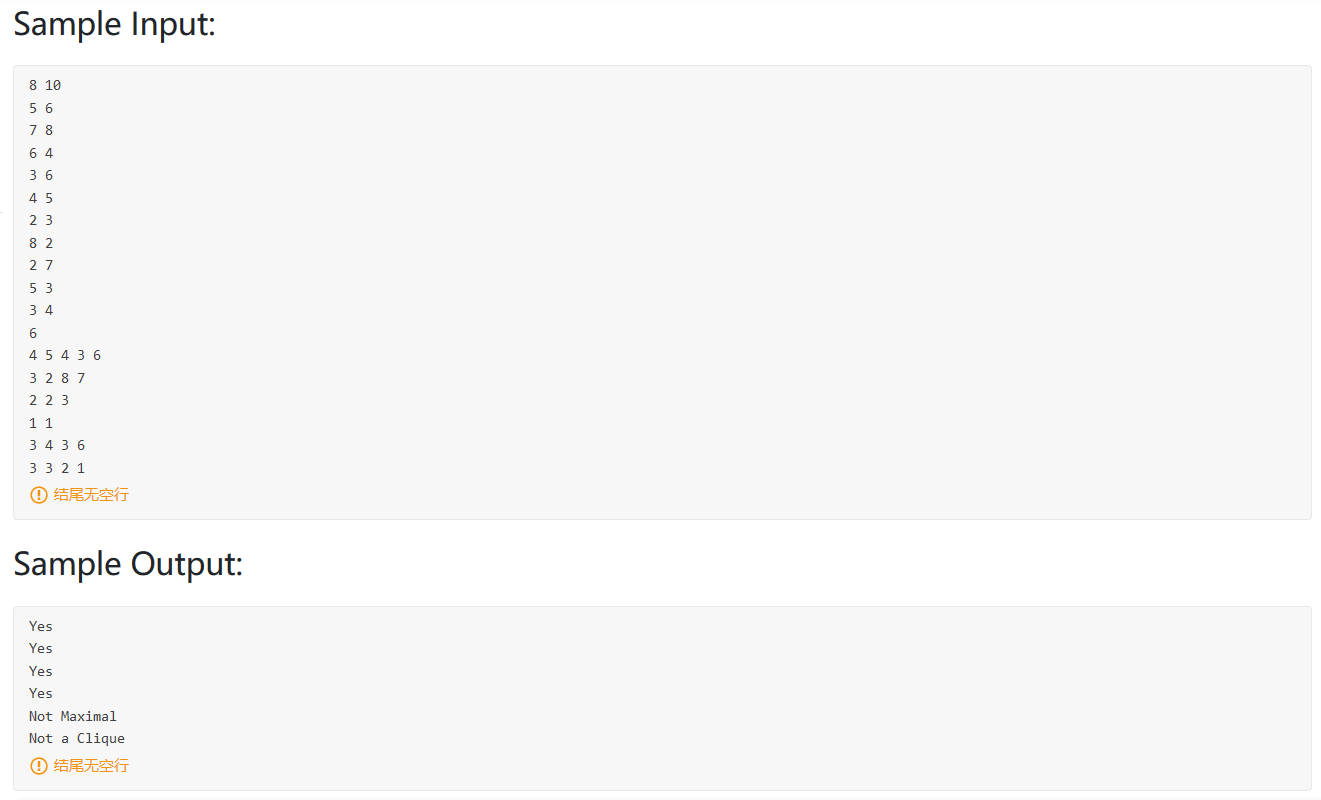 Sample Input:
8 10
5 6
7 8
6 4
3 6
4 5
2 3
8 2
2 7
5 3
3 4
6
4 5 4 3 6
3 2 8 7
2 2 3
1 1
3 4 3 6
3 3 2 1
结尾无空行
Sample Output:
Yes
Yes
Yes
Yes
Not Maximal
Not a Clique
结尾无空行